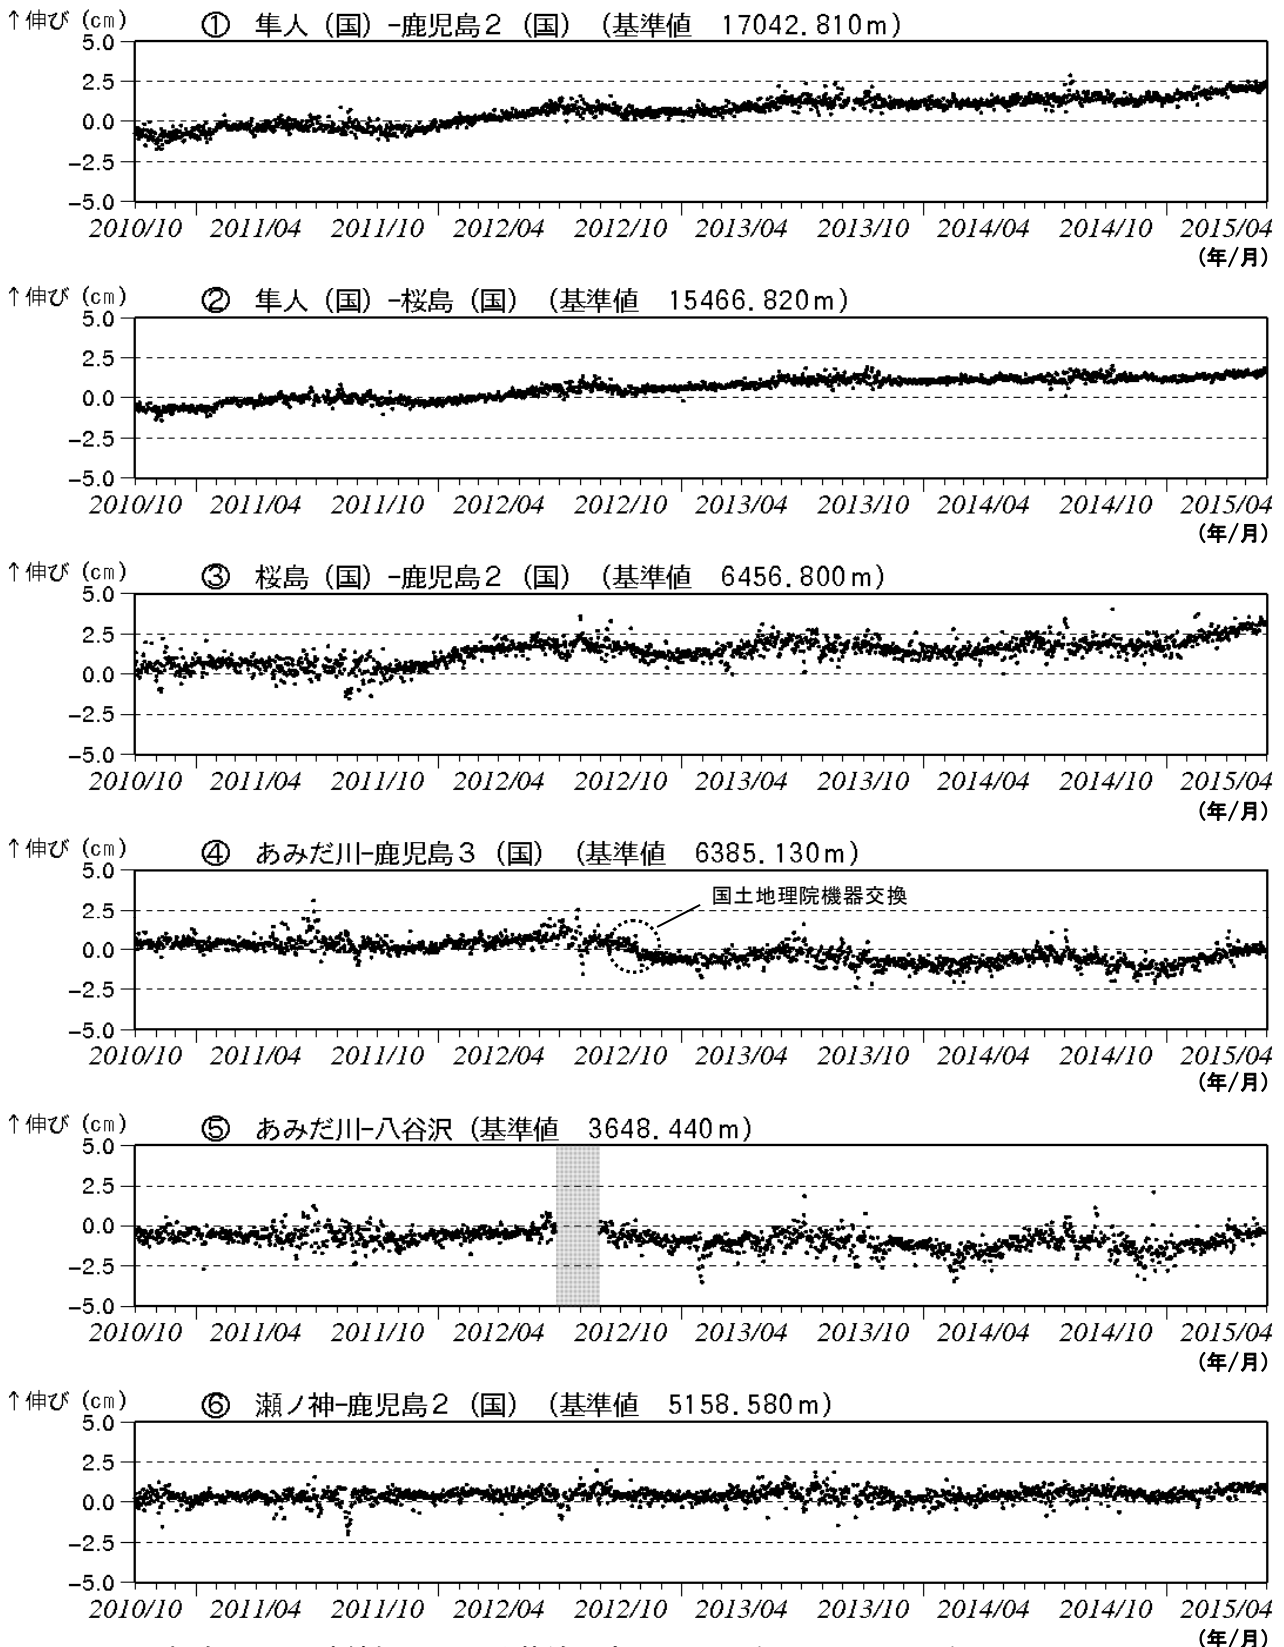 ↑伸び (cm) ① 隼人（国）-鹿児島２（国）（基準値 17042.810m）
5.0
2.5
0.0
-2.5
-5.0
2010/10 2011/04 2011/10 2012/04 2012/10 2013/04 2013/10 2014/04 2014/10 2015/04
(年/月)
↑伸び (cm) ② 隼人（国）-桜島（国）（基準値 15466.820m）
5.0
2.5
0.0
-2.5
-5.0
2010/10 2011/04 2011/10 2012/04 2012/10 2013/04 2013/10 2014/04 2014/10 2015/04
(年/月)
↑伸び (cm) ③ 桜島（国）-鹿児島２（国）（基準値 6456.800m）
5.0
2.5
0.0
-2.5
-5.0
2010/10 2011/04 2011/10 2012/04 2012/10 2013/04 2013/10 2014/04 2014/10 2015/04
(年/月)
↑伸び (cm) ④ あみだ川-鹿児島３（国）（基準値 6385.130m）
5.0
国土地理院機器交換
2.5
0.0
-2.5
-5.0
2010/10 2011/04 2011/10 2012/04 2012/10 2013/04 2013/10 2014/04 2014/10 2015/04
(年/月)
↑伸び (cm) ⑤ あみだ川-八谷沢（基準値 3648.440m）
5.0
2.5
0.0
-2.5
-5.0
2010/10 2011/04 2011/10 2012/04 2012/10 2013/04 2013/10 2014/04 2014/10 2015/04
(年/月)
↑伸び (cm) ⑥ 瀬ノ神-鹿児島２（国）（基準値 5158.580m）
5.0
2.5
0.0
-2.5
-5.0
2010/10 2011/04 2011/10 2012/04 2012/10 2013/04 2013/10 2014/04 2014/10 2015/04
(年/月)